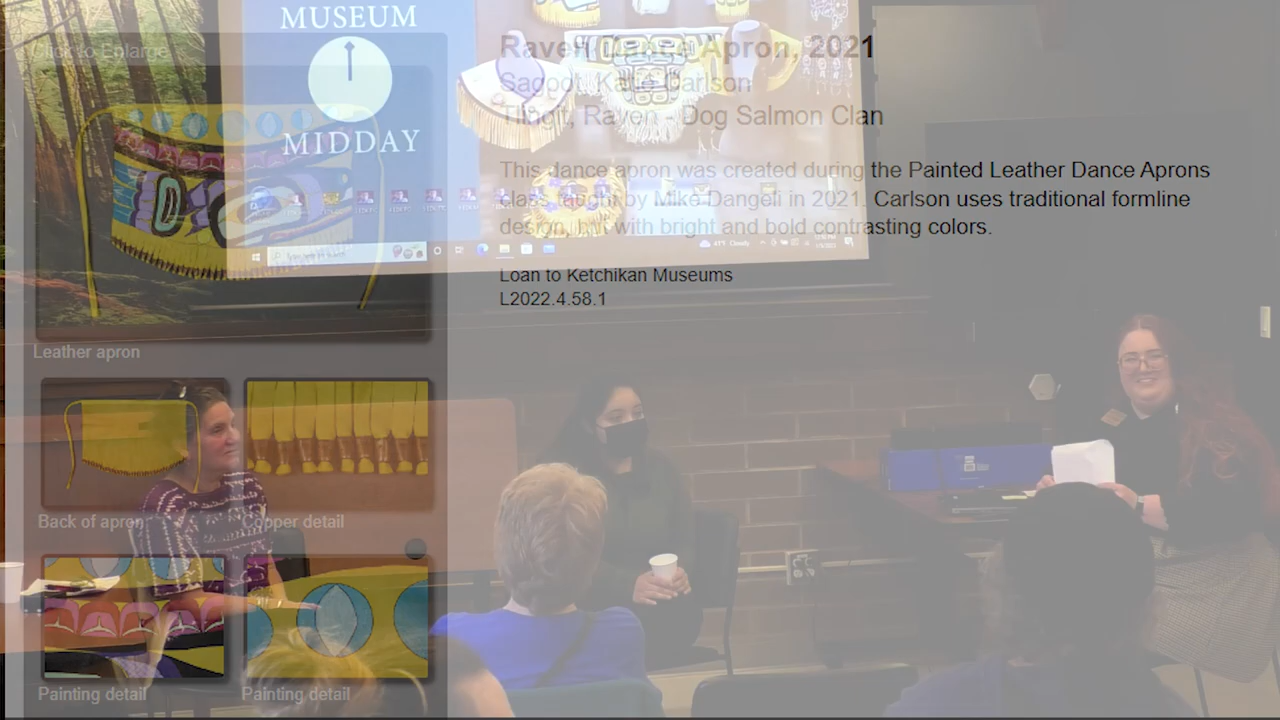 MUSEUM
MIDDAY
Click to Enlarge
Raven Dance Apron, 2021
Sagoot, Katie Carlson
Tlingit, Raven - Dog Salmon Clan
This dance apron was created during the Painted Leather Dance Aprons
class taught by Mike Dangeli in 2021. Carlson uses traditional formline
design, but with bright and bold contrasting colors.
Loan to Ketchikan Museums
L2022.4.58.1
Leather apron
Back of apron
Copper detail
Painting detail
Painting detail